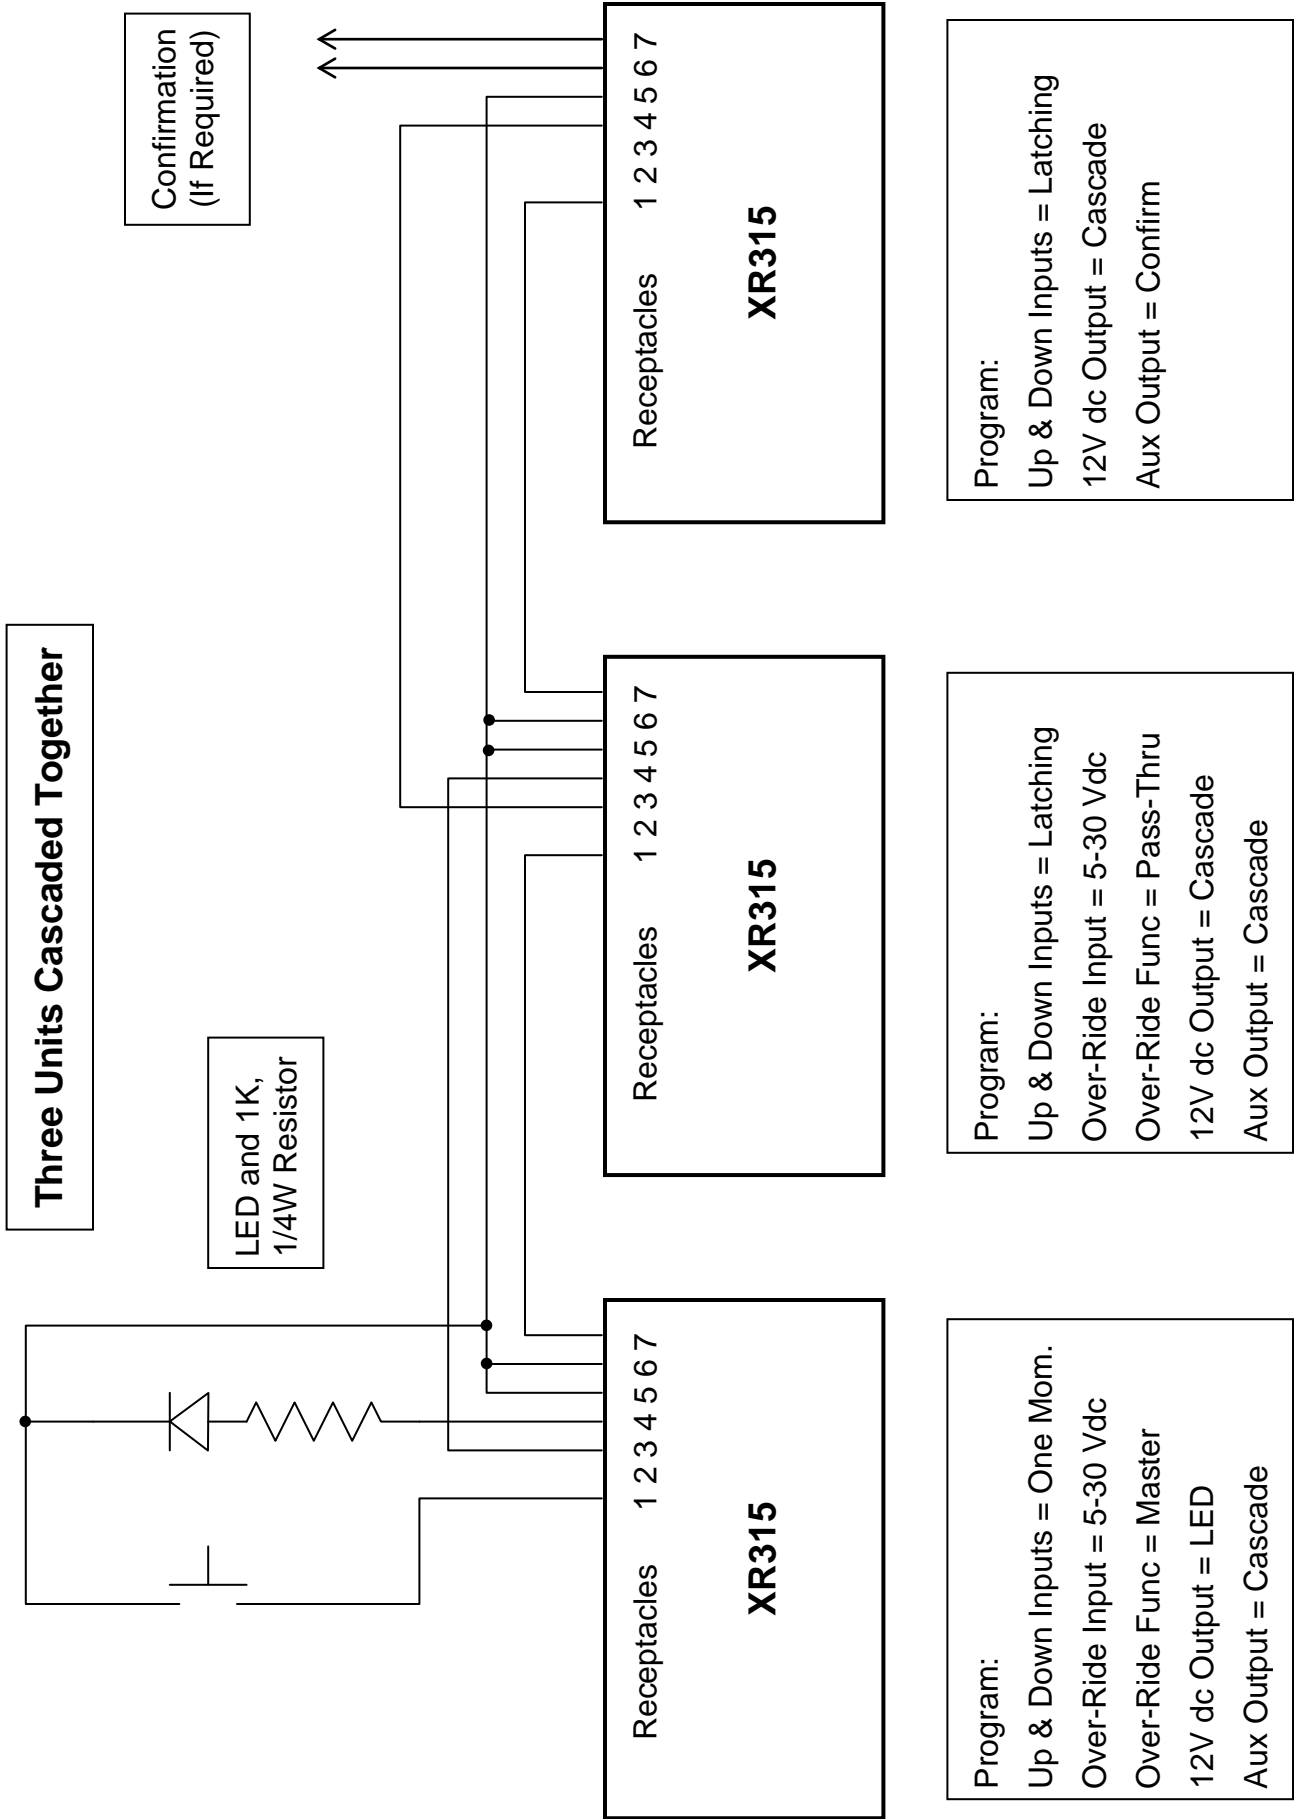 Three Units Cascaded Together
LED and 1K,
1/4W Resistor
Confirmation
(If Required)
Receptacles 1 2 3 4 5 6 7
XR315
Receptacles 1 2 3 4 5 6 7
XR315
Receptacles 1 2 3 4 5 6 7
XR315
Program:
Up & Down Inputs = One Mom.
Over-Ride Input = 5-30 Vdc
Over-Ride Func = Master
12V dc Output = LED
Aux Output = Cascade
Program:
Up & Down Inputs = Latching
Over-Ride Input = 5-30 Vdc
Over-Ride Func = Pass-Thru
12V dc Output = Cascade
Aux Output = Cascade
Program:
Up & Down Inputs = Latching
12V dc Output = Cascade
Aux Output = Confirm